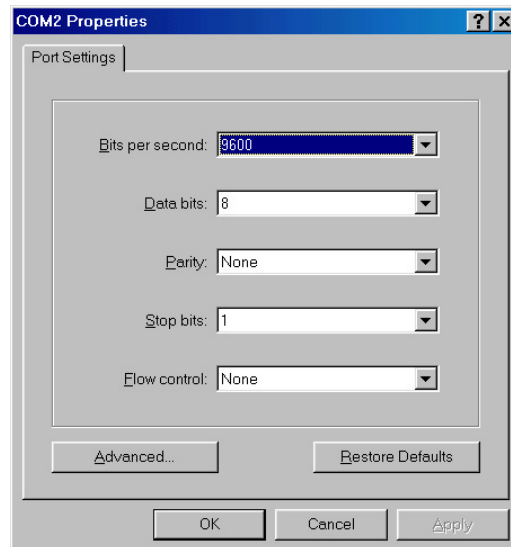 COM2 Properties
Port Settings
Bits per second: 9600
Data bits: 8
Parity: None
Stop bits: 1
Flow control: None
Advanced... Restore Defaults
OK Cancel Apply